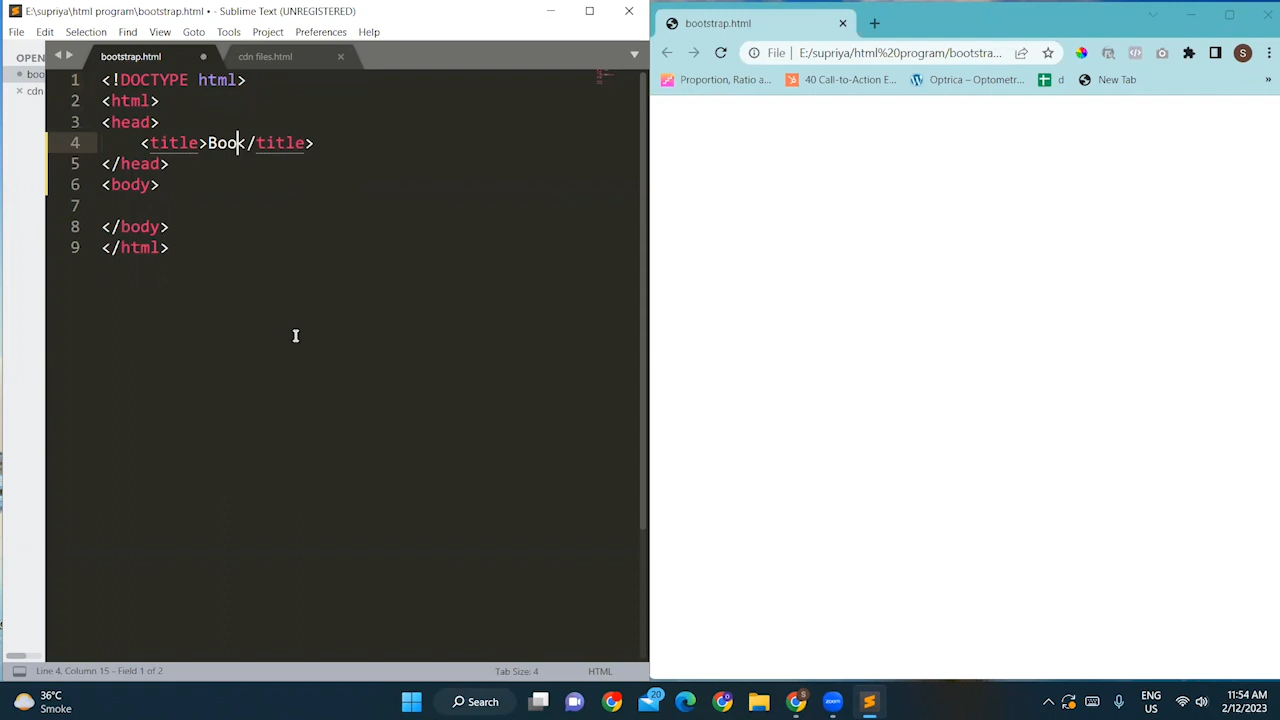 E:\supriya\html program\bootstrap.html • - Sublime Text (UNREGISTERED)
File Edit Selection Find View Goto Tools Project Preferences Help
OPEN
boo
cdn
bootstrap.html
cdn files.html
1 <!DOCTYPE html>
2 <html>
3 <head>
4 <title>Boo</title>
5 </head>
6 <body>
7
8 </body>
9 </html>
Line 4, Column 15 - Field 1 of 2
Tab Size: 4
HTML
bootstrap.html
File E:/supriya/html%20program/bootstra...
S
Proportion, Ratio a...
40 Call-to-Action E...
Optrica – Optometr...
d
New Tab
36°C
Smoke
Search
20
ENG
US
11:54 AM
2/12/2023